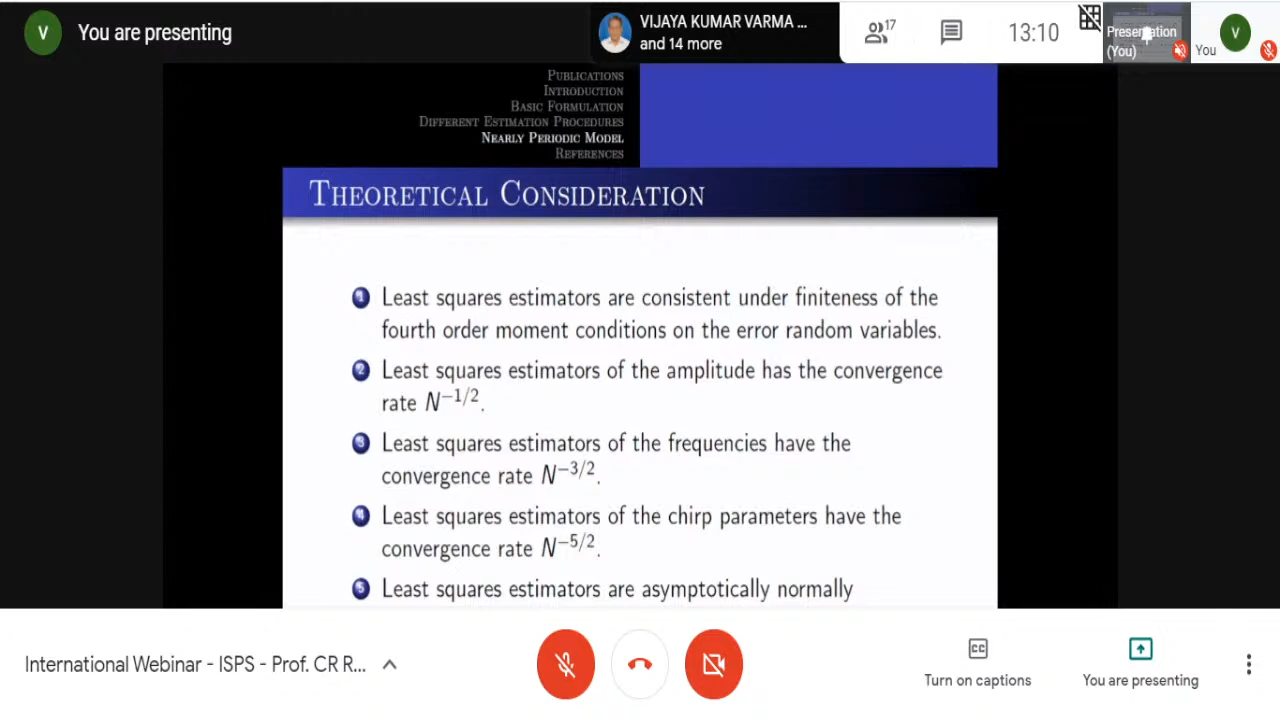 V You are presenting
VIJAYA KUMAR VARMA ...
and 14 more
17
13:10
Presentation
(You)
You
V
PUBLICATIONS
INTRODUCTION
BASIC FORMULATION
DIFFERENT ESTIMATION PROCEDURES
NEARLY PERIODIC MODEL
REFERENCES
THEORETICAL CONSIDERATION
1 Least squares estimators are consistent under finiteness of the
fourth order moment conditions on the error random variables.
2 Least squares estimators of the amplitude has the convergence
rate N^{-1/2}.
3 Least squares estimators of the frequencies have the
convergence rate N^{-3/2}.
4 Least squares estimators of the chirp parameters have the
convergence rate N^{-5/2}.
5 Least squares estimators are asymptotically normally
International Webinar - ISPS - Prof. CR R...
CC
Turn on captions
You are presenting